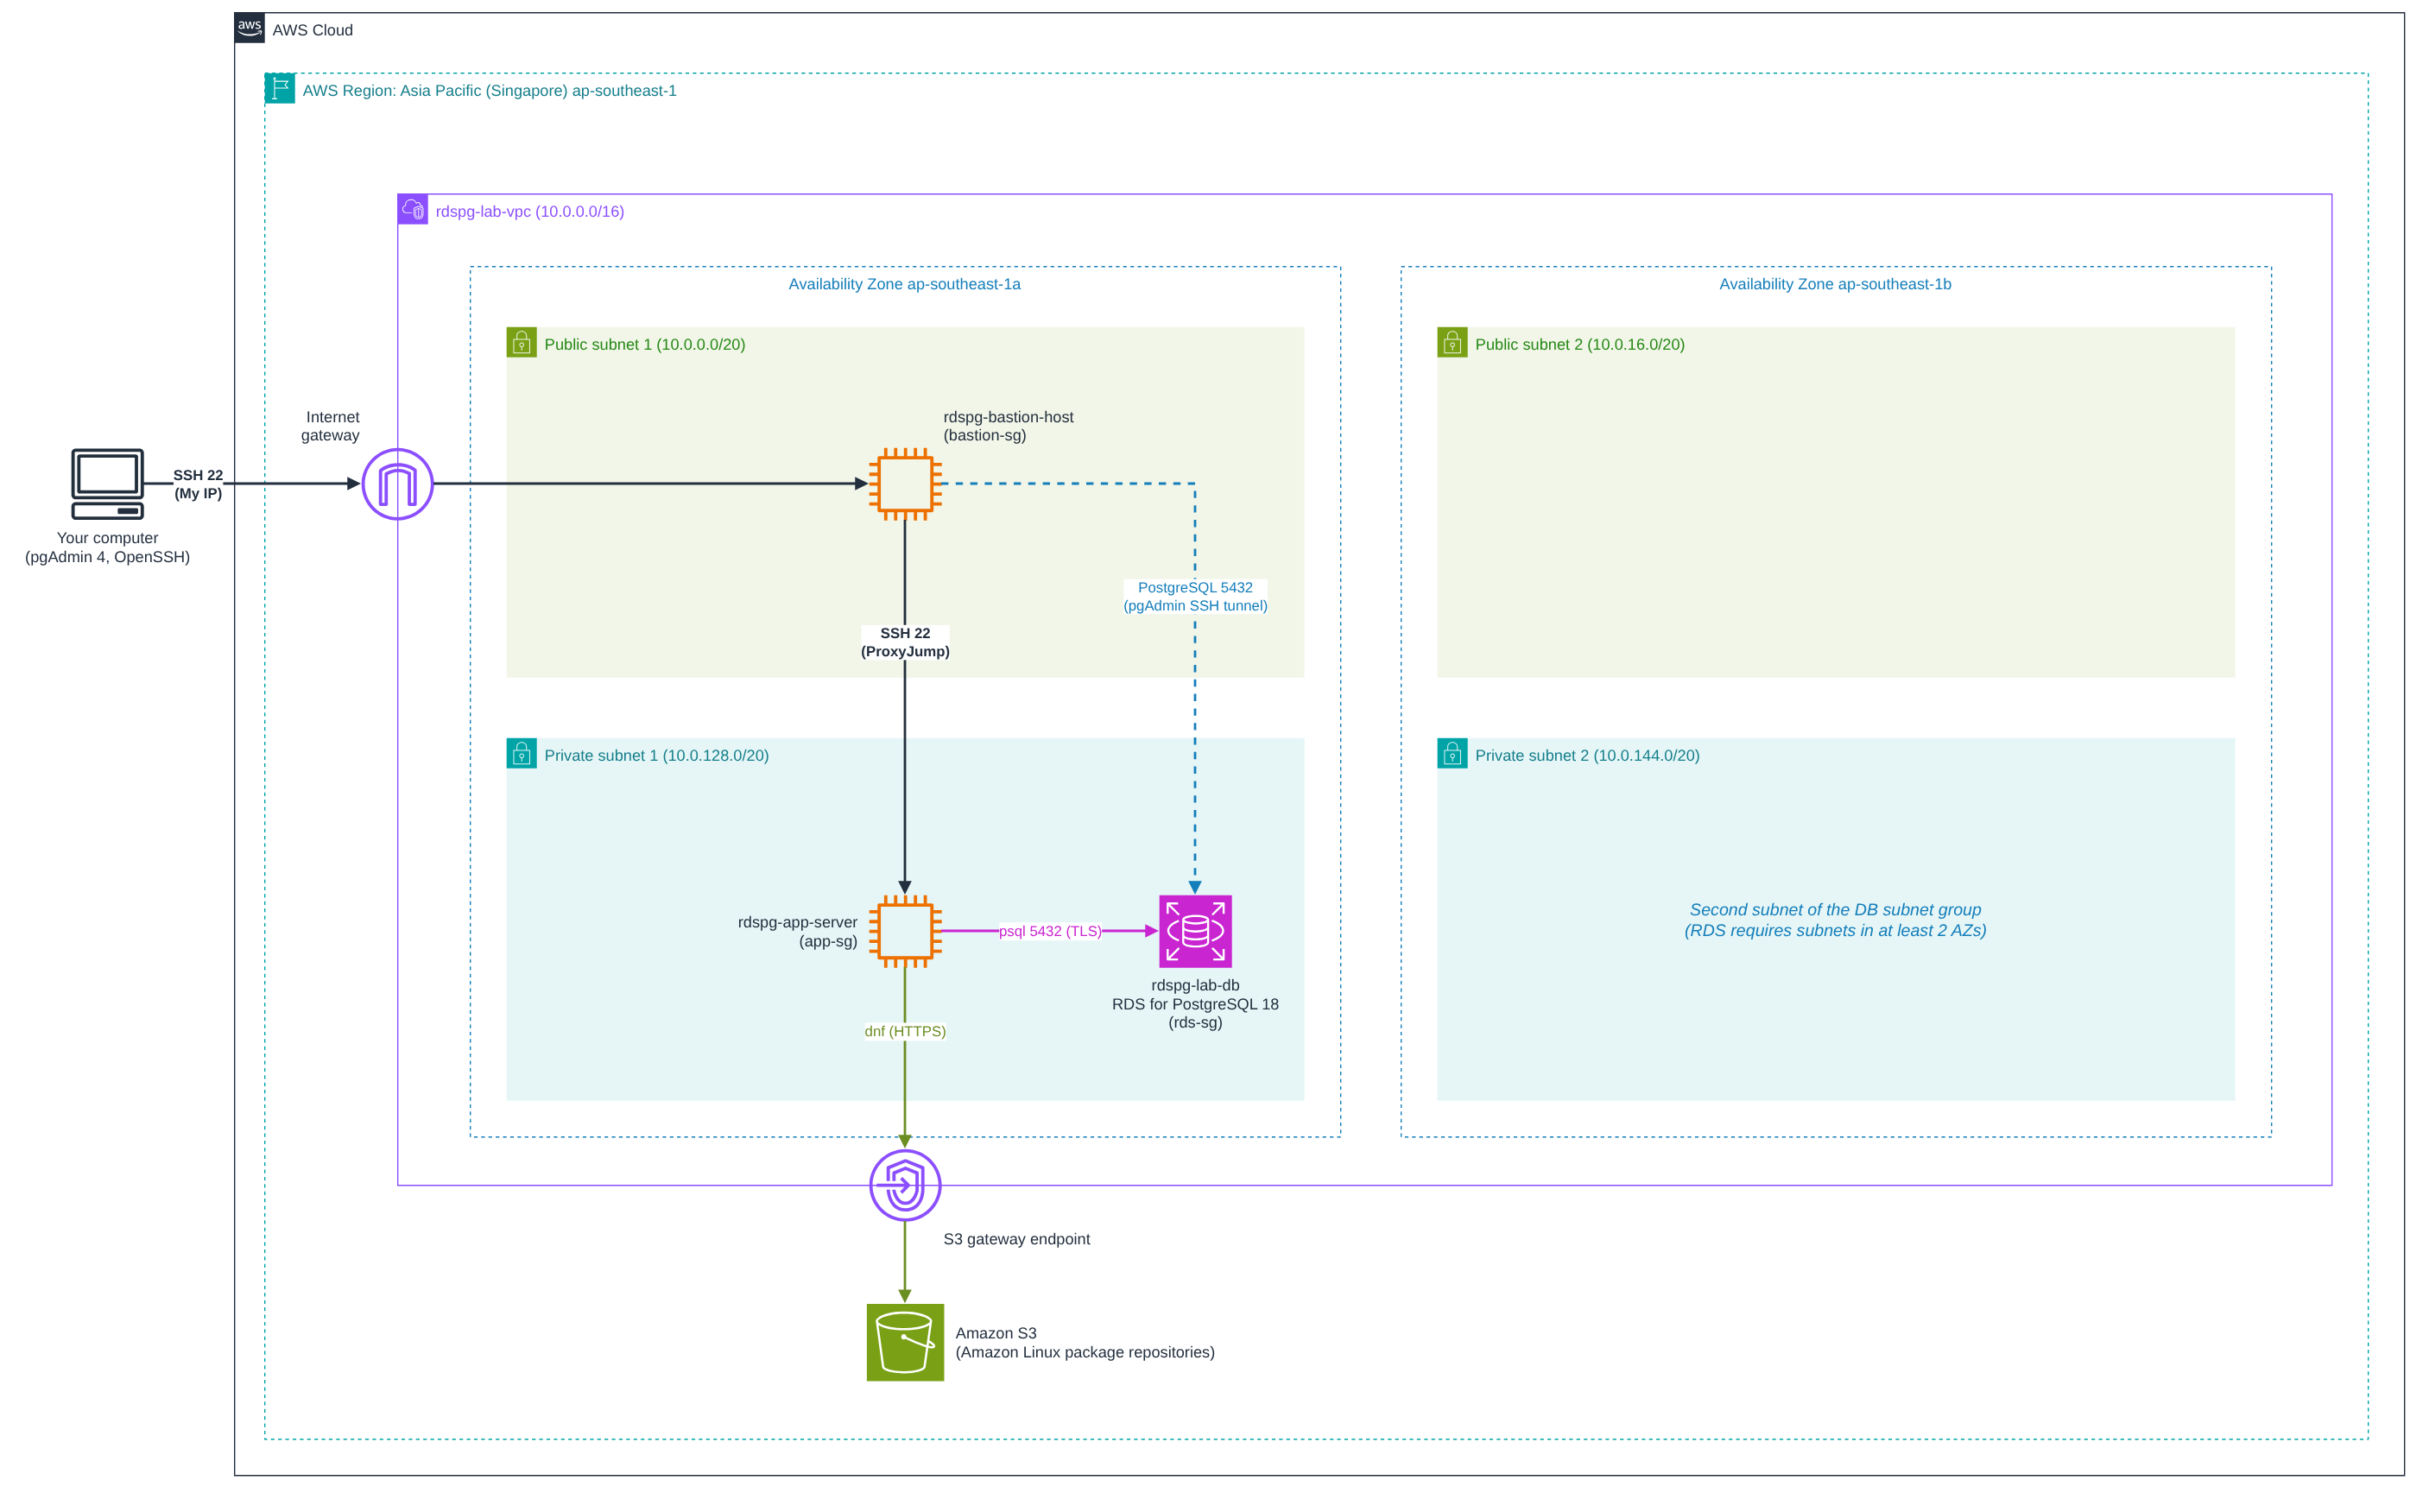 aws
AWS Cloud
AWS Region: Asia Pacific (Singapore) ap-southeast-1
rdspg-lab-vpc (10.0.0.0/16)
Availability Zone ap-southeast-1a
Availability Zone ap-southeast-1b
Public subnet 1 (10.0.0.0/20)
Public subnet 2 (10.0.16.0/20)
Internet
gateway
rdspg-bastion-host
(bastion-sg)
SSH 22
(My IP)
Your computer
(pgAdmin 4, OpenSSH)
PostgreSQL 5432
(pgAdmin SSH tunnel)
SSH 22
(ProxyJump)
Private subnet 1 (10.0.128.0/20)
Private subnet 2 (10.0.144.0/20)
rdspg-app-server
(app-sg)
psql 5432 (TLS)
Second subnet of the DB subnet group
(RDS requires subnets in at least 2 AZs)
rdspg-lab-db
RDS for PostgreSQL 18
(rds-sg)
dnf (HTTPS)
S3 gateway endpoint
Amazon S3
(Amazon Linux package repositories)